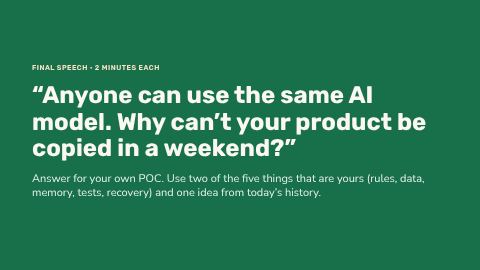 FINAL SPEECH • 2 MINUTES EACH
“Anyone can use the same AI
model. Why can’t your product be
copied in a weekend?”
Answer for your own POC. Use two of the five things that are yours (rules, data,
memory, tests, recovery) and one idea from today’s history.